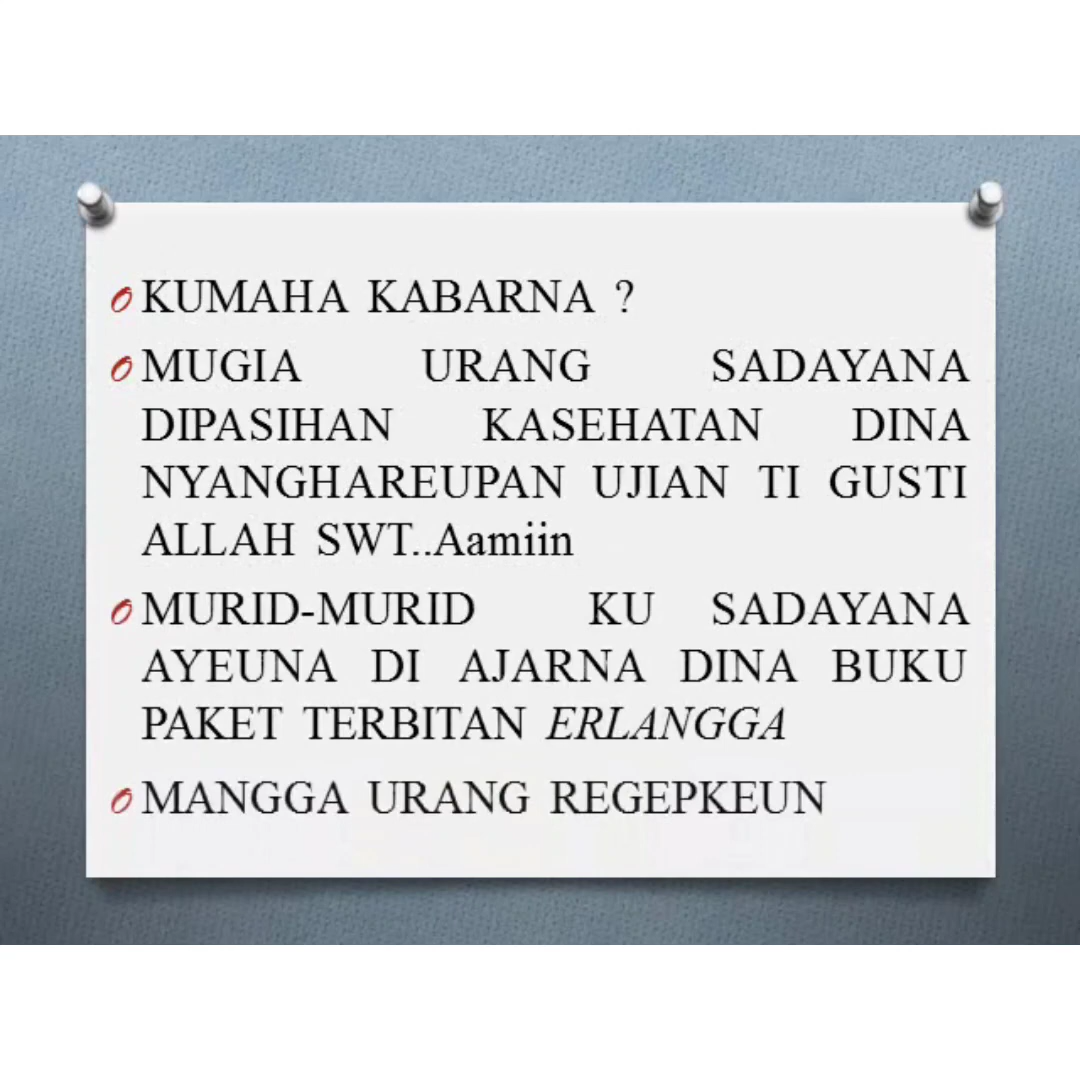 KUMAHA KABARNA ?
MUGIA URANG SADAYANA
DIPASIHAN KASEHATAN DINA
NYANGHAREUPAN UJIAN TI GUSTI
ALLAH SWT..Aamiin
MURID-MURID KU SADAYANA
AYEUNA DI AJARNA DINA BUKU
PAKET TERBITAN ERLANGGA
MANGGA URANG REGEPKEUN